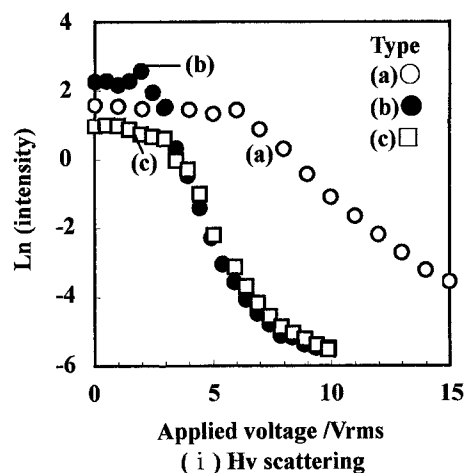 Ln (intensity)
4
2
0
-2
-4
-6
(b)
(a)
(c)
Type
(a)
(b)
(c)
0 5 10 15
Applied voltage /Vrms
( i ) Hv scattering